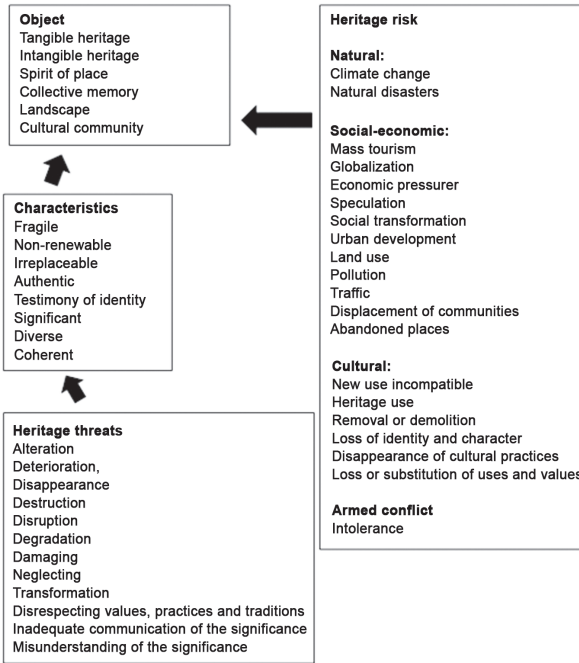 Object
Tangible heritage
Intangible heritage
Spirit of place
Collective memory
Landscape
Cultural community
Characteristics
Fragile
Non-renewable
Irreplaceable
Authentic
Testimony of identity
Significant
Diverse
Coherent
Heritage threats
Alteration
Deterioration,
Disappearance
Destruction
Disruption
Degradation
Damaging
Neglecting
Transformation
Disrespecting values, practices and traditions
Inadequate communication of the significance
Misunderstanding of the significance
Heritage risk
Natural:
Climate change
Natural disasters
Social-economic:
Mass tourism
Globalization
Economic pressurer
Speculation
Social transformation
Urban development
Land use
Pollution
Traffic
Displacement of communities
Abandoned places
Cultural:
New use incompatible
Heritage use
Removal or demolition
Loss of identity and character
Disappearance of cultural practices
Loss or substitution of uses and values
Armed conflict
Intolerance